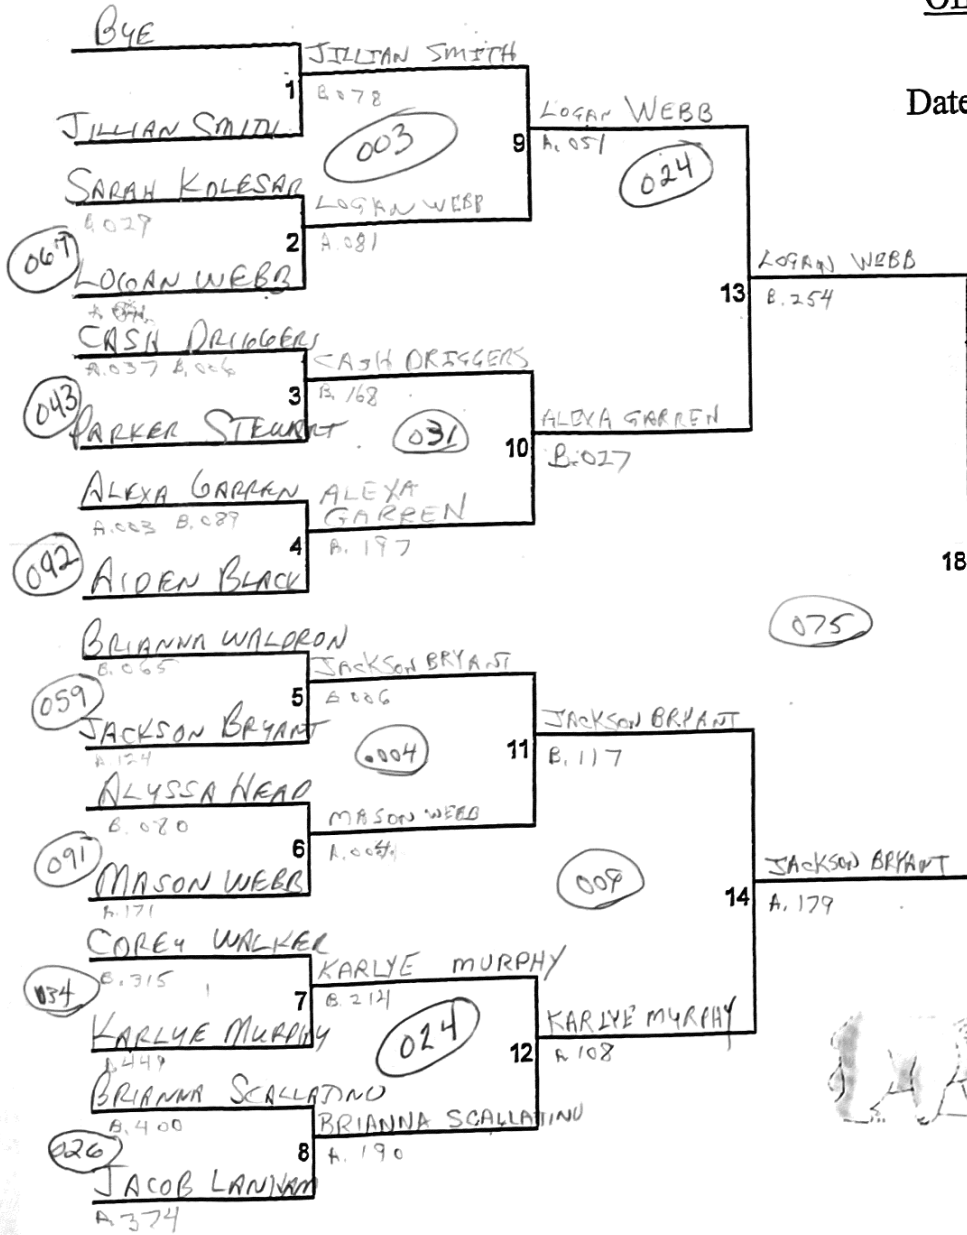 BYE
JILLIAN SMITH
1
B.078
JILLIAN SMITH
003
9
LOGAN WEBB
A.051
024
Date
SARAH KOLESAR
B.029
LOGAN WEBB
A.081
2
067
LOGAN WEBB
13
LOGAN WEBB
B.254
CASH DRIGGERS
A.037 B.006
CASH DRIGGERS
3
B.168
043
PARKER STEWART
031
10
ALEXA GARREN
B.027
ALEXA GARREN
A.003 B.089
ALEXA
GARREN
4
A.197
092
AIDEN BLACK
18
075
BRIANNA WALDRON
B.065
JACKSON BRYANT
5
059
JACKSON BRYANT
A.124
.004
11
JACKSON BRYANT
B.117
ALYSSA HEAD
B.080
MASON WEBB
6
A.004
091
MASON WEBB
A.171
009
14
JACKSON BRYANT
A.179
COREY WALKER
B.315
KARLYE MURPHY
7
B.214
034
KARLYE MURPHY
A.449
024
12
KARLYE MURPHY
A.108
BRIANNA SCALLATINO
B.400
BRIANNA SCALLATINO
8
A.190
026
JACOB LANHAM
A.374